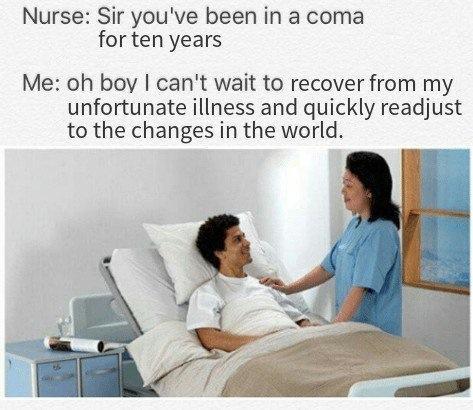 Nurse: Sir you've been in a coma
for ten years
Me: oh boy I can't wait to recover from my
unfortunate illness and quickly readjust
to the changes in the world.